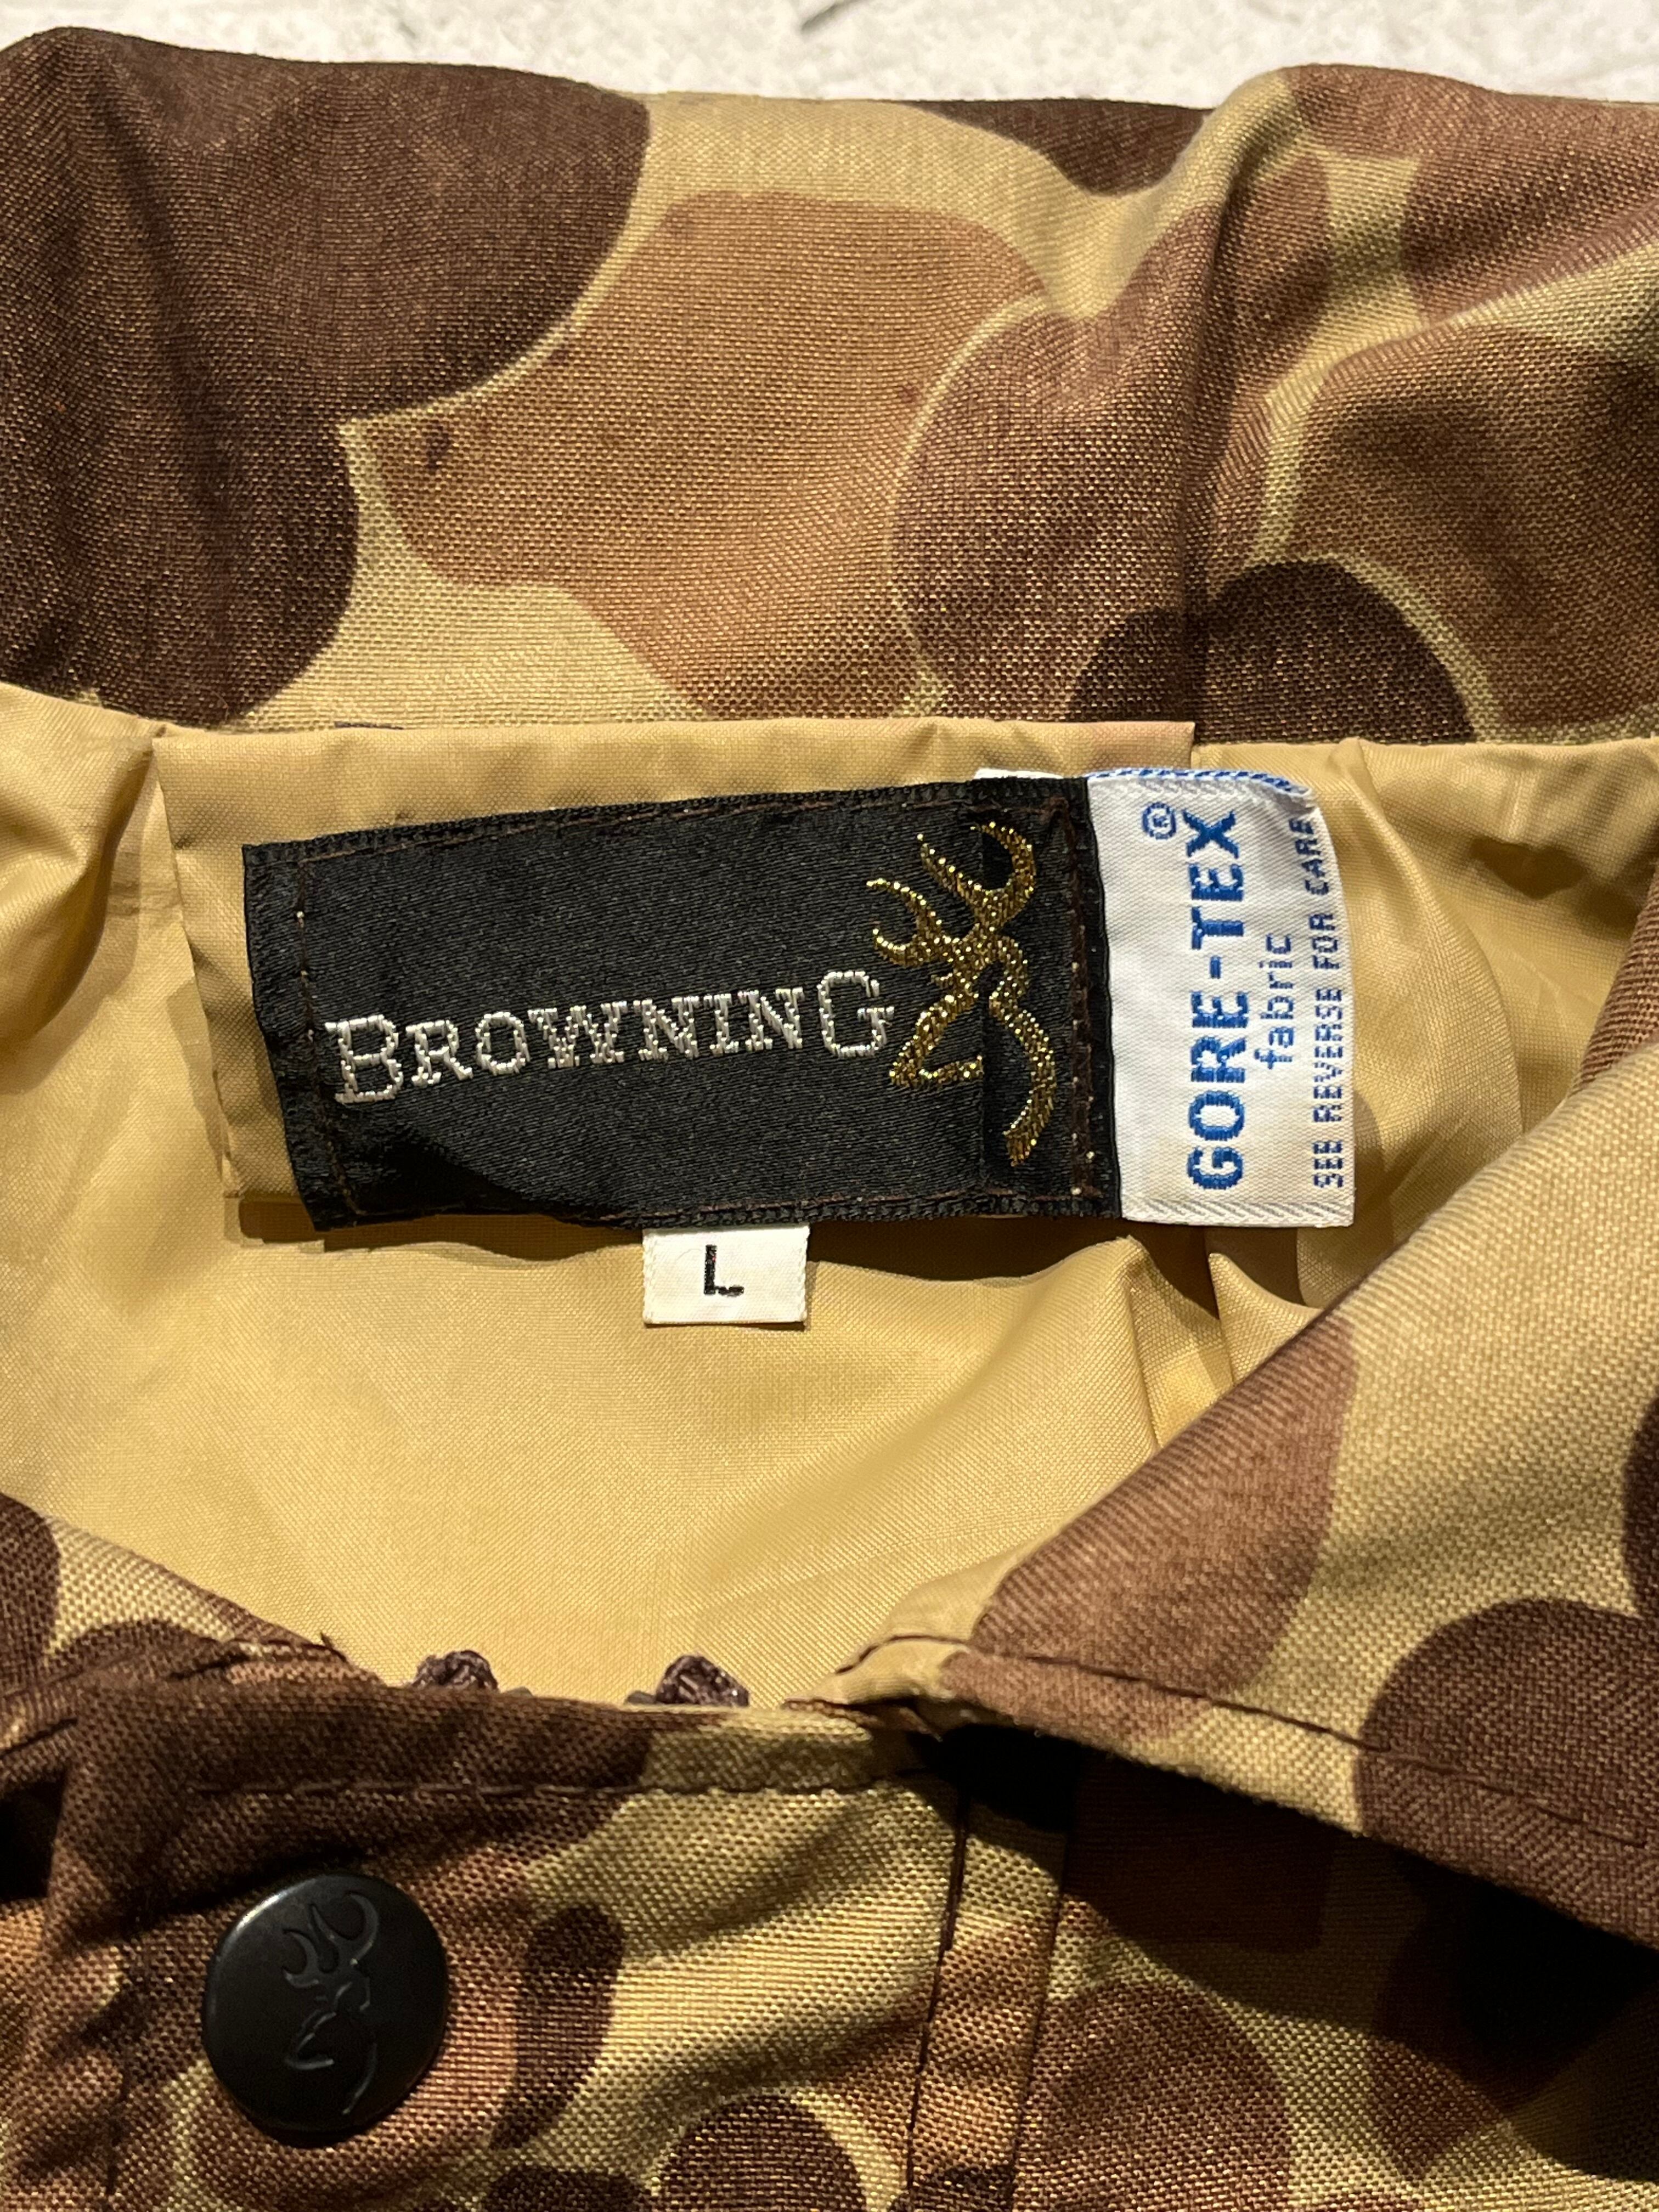 BROWNING
GORE-TEX®
fabric
SEE REVERSE FOR CARE
L